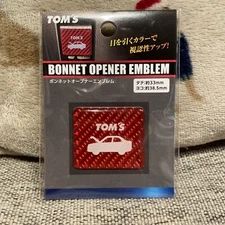 TOM'S
TOM'S
目を引くカラーで
視認性アップ!
BONNET OPENER EMBLEM
ボンネットオープナーエンブレム
タテ:約33mm
ヨコ:約38.5mm
TOM'S